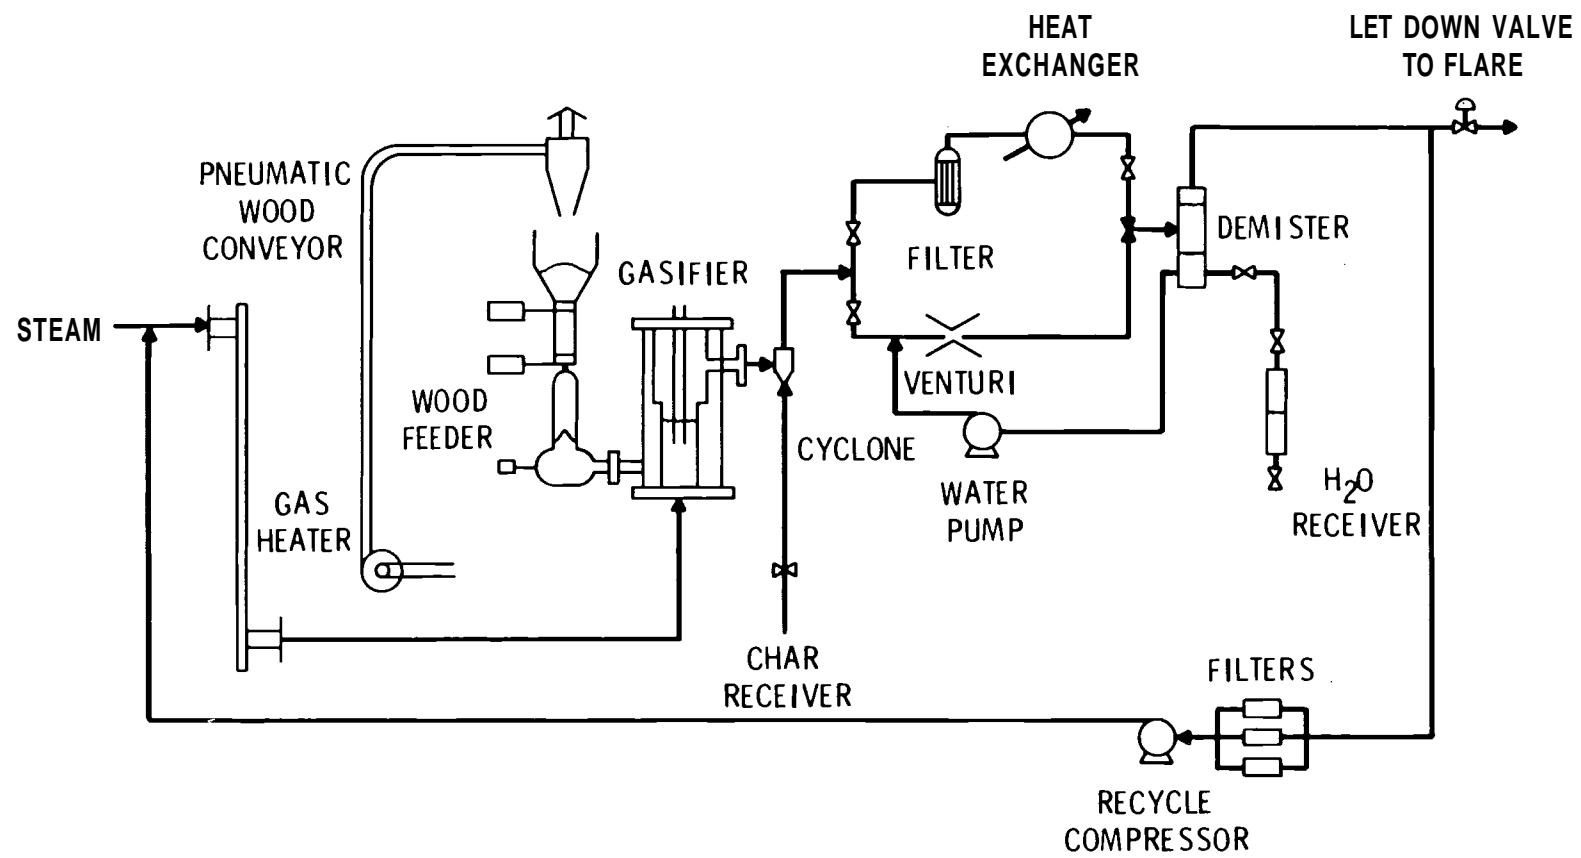 HEAT
EXCHANGER
LET DOWN VALVE
TO FLARE
PNEUMATIC
WOOD
CONVEYOR
GASIFIER
FILTER
DEMISTER
STEAM
WOOD
FEEDER
VENTURI
CYCLONE
WATER
PUMP
H2O
RECEIVER
GAS
HEATER
CHAR
RECEIVER
FILTERS
RECYCLE
COMPRESSOR